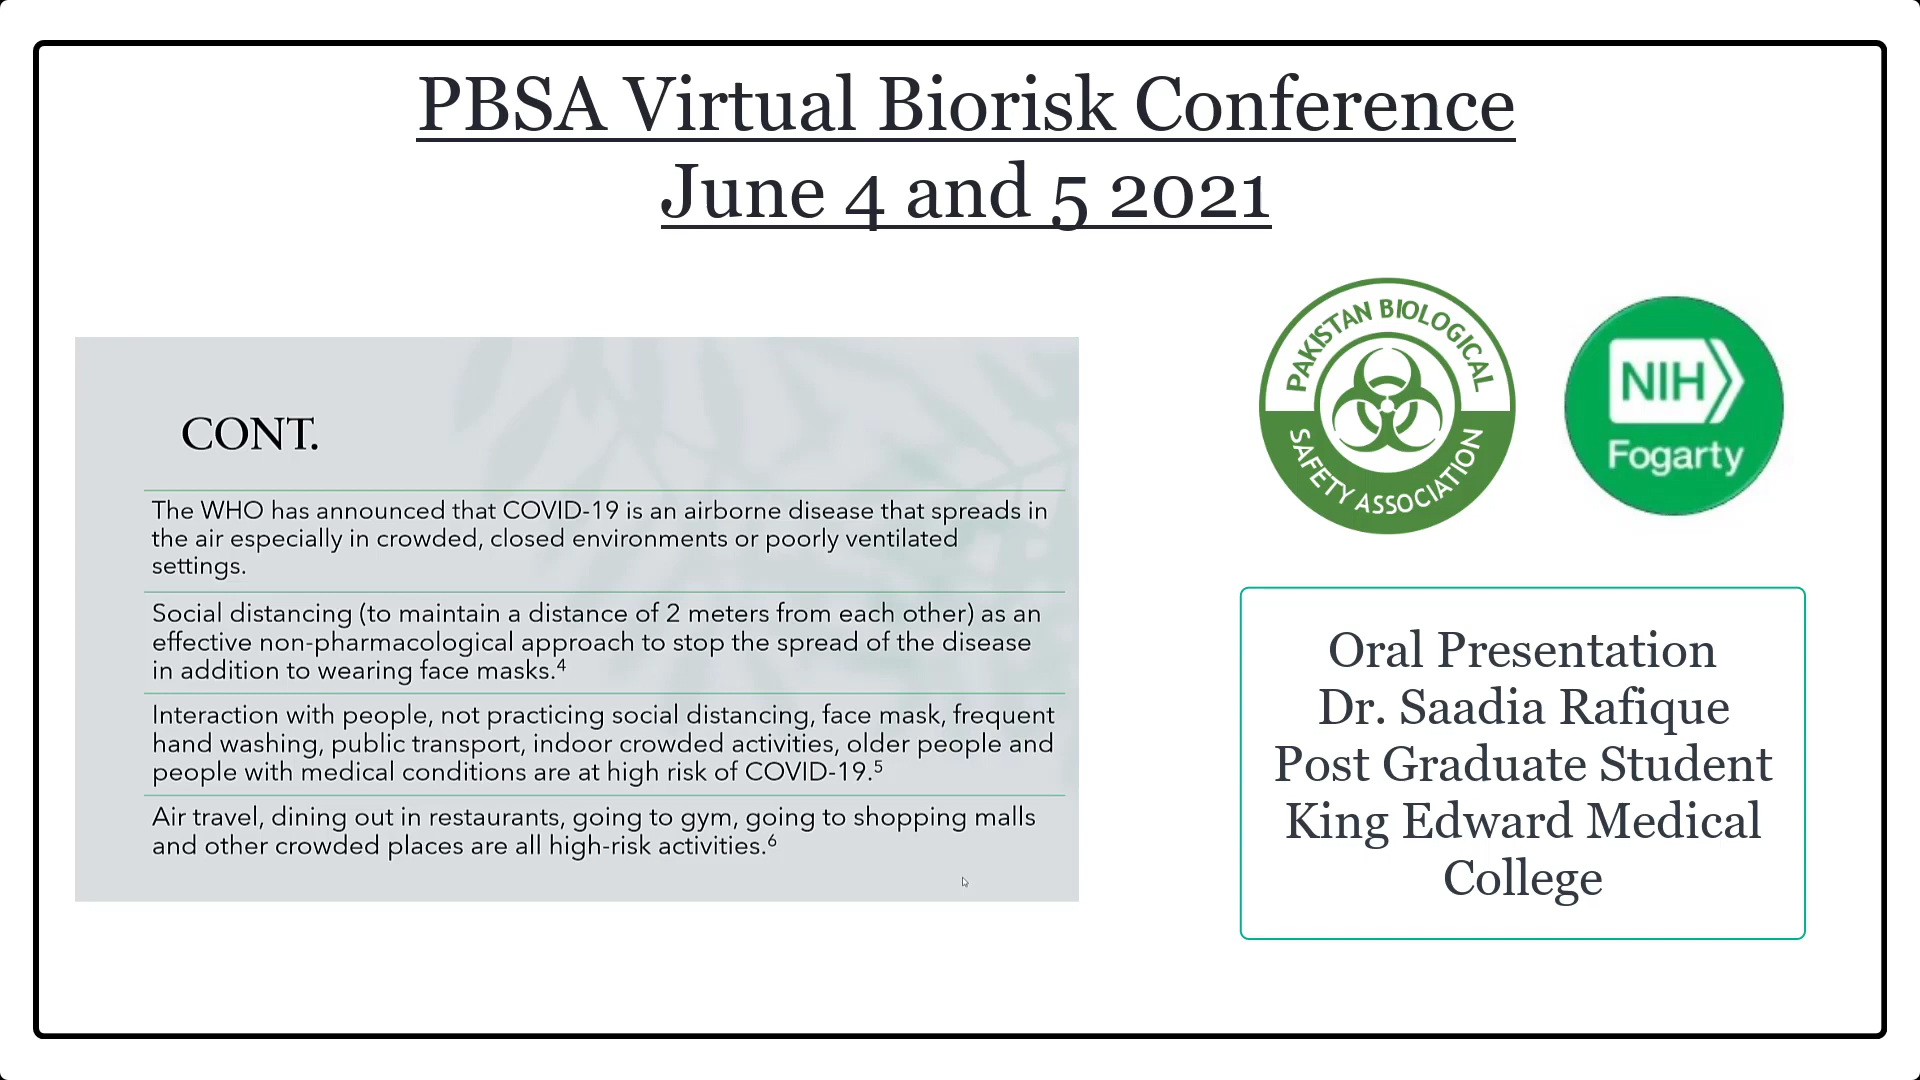 PBSA Virtual Biorisk Conference
June 4 and 5 2021
CONT.
The WHO has announced that COVID-19 is an airborne disease that spreads in
the air especially in crowded, closed environments or poorly ventilated
settings.
Social distancing (to maintain a distance of 2 meters from each other) as an
effective non-pharmacological approach to stop the spread of the disease
in addition to wearing face masks.⁴
Interaction with people, not practicing social distancing, face mask, frequent
hand washing, public transport, indoor crowded activities, older people and
people with medical conditions are at high risk of COVID-19.⁵
Air travel, dining out in restaurants, going to gym, going to shopping malls
and other crowded places are all high-risk activities.⁶
PAKISTAN BIOLOGICAL
SAFETY ASSOCIATION
NIH
Fogarty
Oral Presentation
Dr. Saadia Rafique
Post Graduate Student
King Edward Medical
College